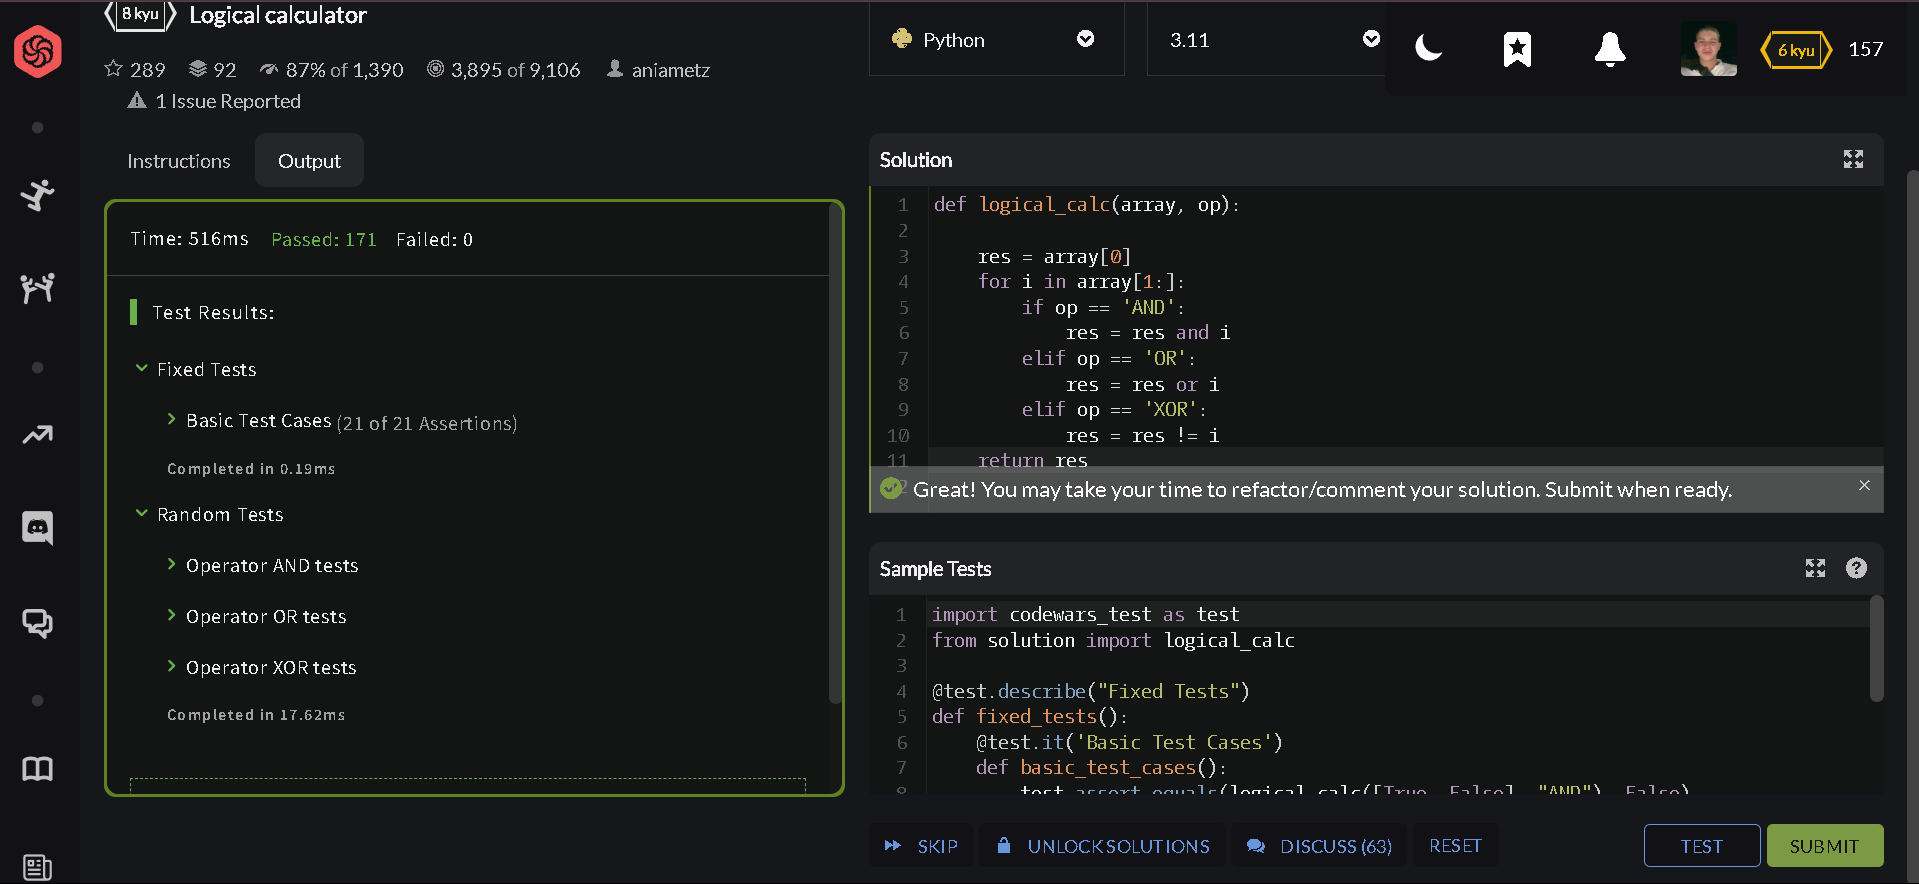 8 kyu Logical calculator
289 92 87% of 1,390 3,895 of 9,106 aniametz
1 Issue Reported
Python
3.11
6 kyu 157
Instructions
Output
Time: 516ms Passed: 171 Failed: 0
Test Results:
Fixed Tests
Basic Test Cases (21 of 21 Assertions)
Completed in 0.19ms
Random Tests
Operator AND tests
Operator OR tests
Operator XOR tests
Completed in 17.62ms
Solution
1 def logical_calc(array, op):
2
3 res = array[0]
4 for i in array[1:]:
5 if op == 'AND':
6 res = res and i
7 elif op == 'OR':
8 res = res or i
9 elif op == 'XOR':
10 res = res != i
11 return res
Great! You may take your time to refactor/comment your solution. Submit when ready.
Sample Tests
1 import codewars_test as test
2 from solution import logical_calc
3
4 @test.describe("Fixed Tests")
5 def fixed_tests():
6 @test.it('Basic Test Cases')
7 def basic_test_cases():
8 test.assert_equals(logical_calc([True, False], "AND"), False)
SKIP
UNLOCK SOLUTIONS
DISCUSS (63)
RESET
TEST
SUBMIT